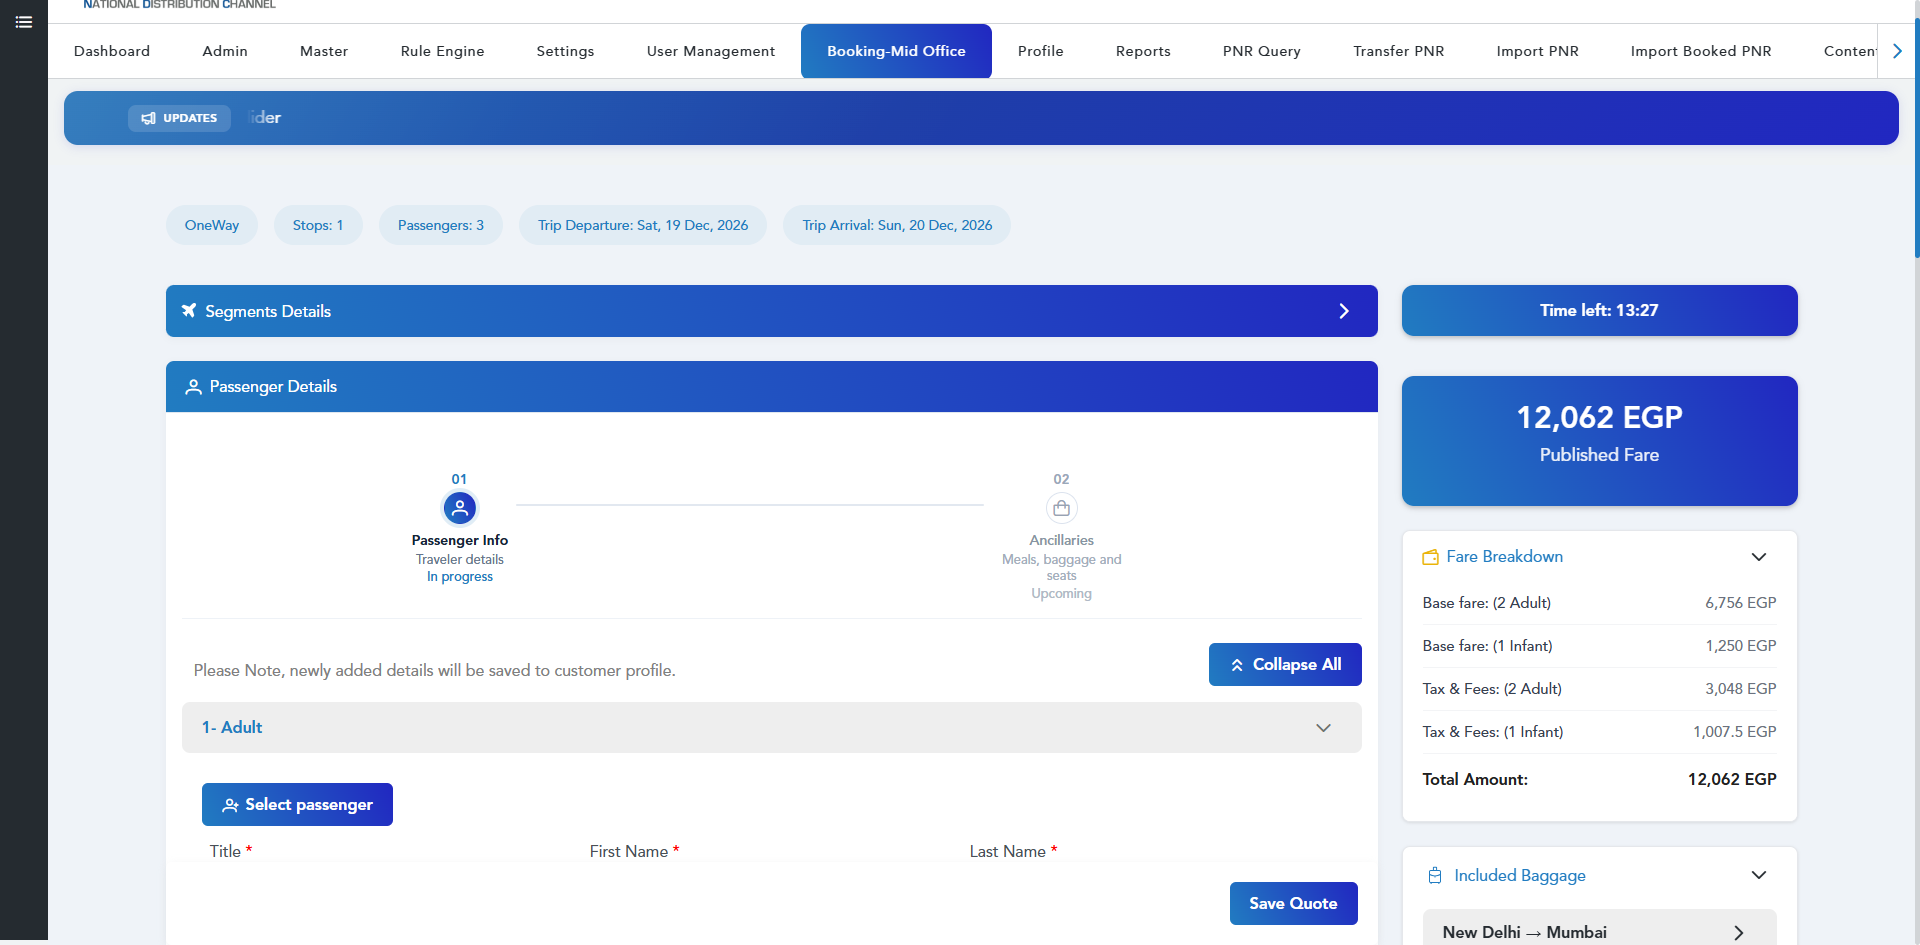 NATIONAL DISTRIBUTION CHANNEL
Dashboard Admin Master Rule Engine Settings User Management Booking-Mid Office Profile Reports PNR Query Transfer PNR Import PNR Import Booked PNR
UPDATES
OneWay Stops: 1 Passengers: 3 Trip Departure: Sat, 19 Dec, 2026 Trip Arrival: Sun, 20 Dec, 2026
Segments Details
Time left: 13:27
Passenger Details
12,062 EGP
Published Fare
01
Passenger Info
Traveler details
In progress
02
Ancillaries
Meals, baggage and
seats
Upcoming
Please Note, newly added details will be saved to customer profile.
Collapse All
1- Adult
Select passenger
Title * First Name * Last Name *
Save Quote
Fare Breakdown
Base fare: (2 Adult) 6,756 EGP
Base fare: (1 Infant) 1,250 EGP
Tax & Fees: (2 Adult) 3,048 EGP
Tax & Fees: (1 Infant) 1,007.5 EGP
Total Amount: 12,062 EGP
Included Baggage
New Delhi → Mumbai